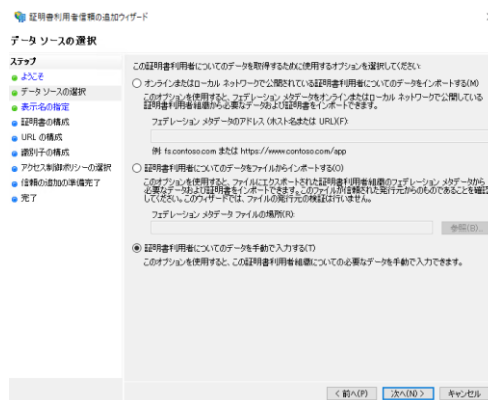 証明書利用者信頼の追加ウィザード
データ ソースの選択
ステップ
ようこそ
データ ソースの選択
表示名の指定
証明書の構成
URL の構成
識別子の構成
アクセス制御ポリシーの選択
信頼の追加の準備完了
完了
この証明書利用者についてのデータを取得するために使用するオプションを選択してください:
オンラインまたはローカル ネットワークで公開されている証明書利用者についてのデータをインポートする(M)
このオプションを使用すると、フェデレーション メタデータをオンラインまたはローカル ネットワークで公開している
証明書利用者組織から必要なデータおよび証明書をインポートできます。
フェデレーション メタデータのアドレス (ホスト名または URL)(F):
例: fs.contoso.com または https://www.contoso.com/app
証明書利用者についてのデータをファイルからインポートする(O)
このオプションを使用すると、ファイルにエクスポートされた証明書利用者組織のフェデレーション メタデータから
必要なデータおよび証明書をインポートできます。このファイルが信頼された発行元からのものであることを確認
してください。このウィザードでは、ファイルの発行元の検証は行いません。
フェデレーション メタデータ ファイルの場所(R):
参照(B)...
証明書利用者についてのデータを手動で入力する(T)
このオプションを使用すると、この証明書利用者組織についての必要なデータを手動で入力できます。
< 前へ(P) 次へ(N) > キャンセル